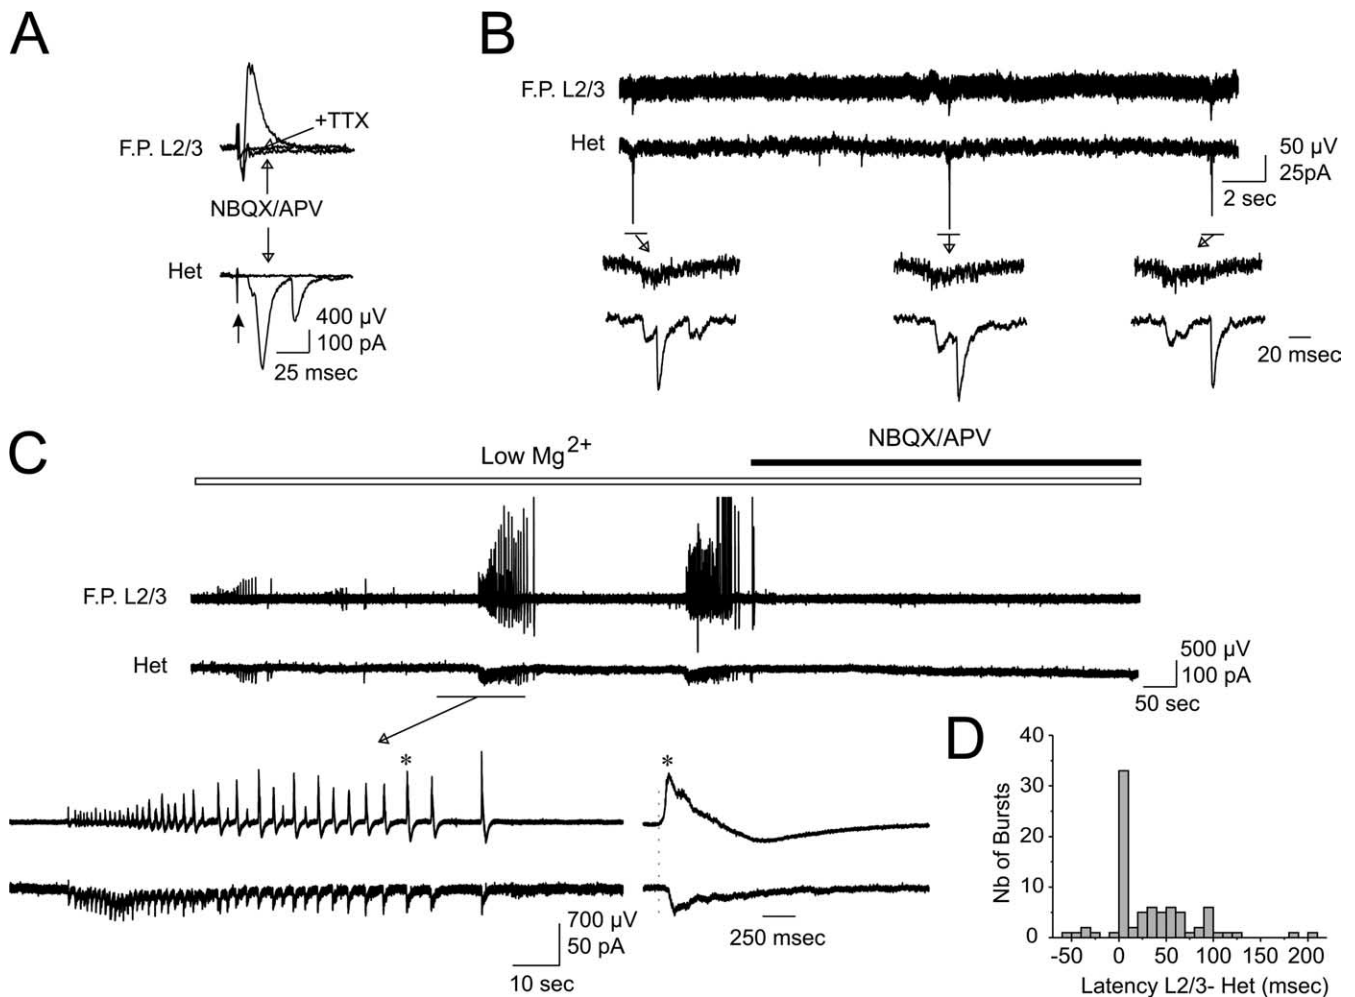 A
+TTX
F.P. L2/3
NBQX/APV
Het
400 µV
100 pA
25 msec
B
F.P. L2/3
Het
50 µV
25pA
2 sec
20 msec
C
Low Mg2+
NBQX/APV
F.P. L2/3
Het
500 µV
100 pA
50 sec
*
*
700 µV
50 pA
10 sec
250 msec
D
Nb of Bursts
40
30
20
10
0
-50 0 50 100 150 200
Latency L2/3- Het (msec)